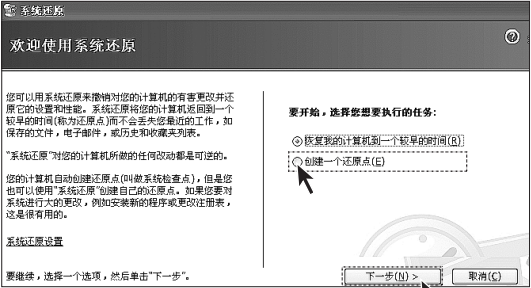 系统还原
欢迎使用系统还原
您可以用系统还原来撤销对您的计算机的有害更改并还
原它的设置和性能。系统还原将您的计算机返回到一个
较早的时间(称为还原点)而不会丢失您最近的工作，如
保存的文件，电子邮件，或历史和收藏夹列表。
“系统还原”对您的计算机所做的任何改动都是可逆的。
您的计算机自动创建还原点(叫做系统检查点)，但是您
也可以使用“系统还原”创建自己的还原点。如果您要对
系统进行大的更改，例如安装新的程序或更改注册表，
这是很有用的。
系统还原设置
要继续，选择一个选项，然后单击“下一步”。
要开始，选择您想要执行的任务：
恢复我的计算机到一个较早的时间(R)
创建一个还原点(E)
下一步(N) >
取消(C)